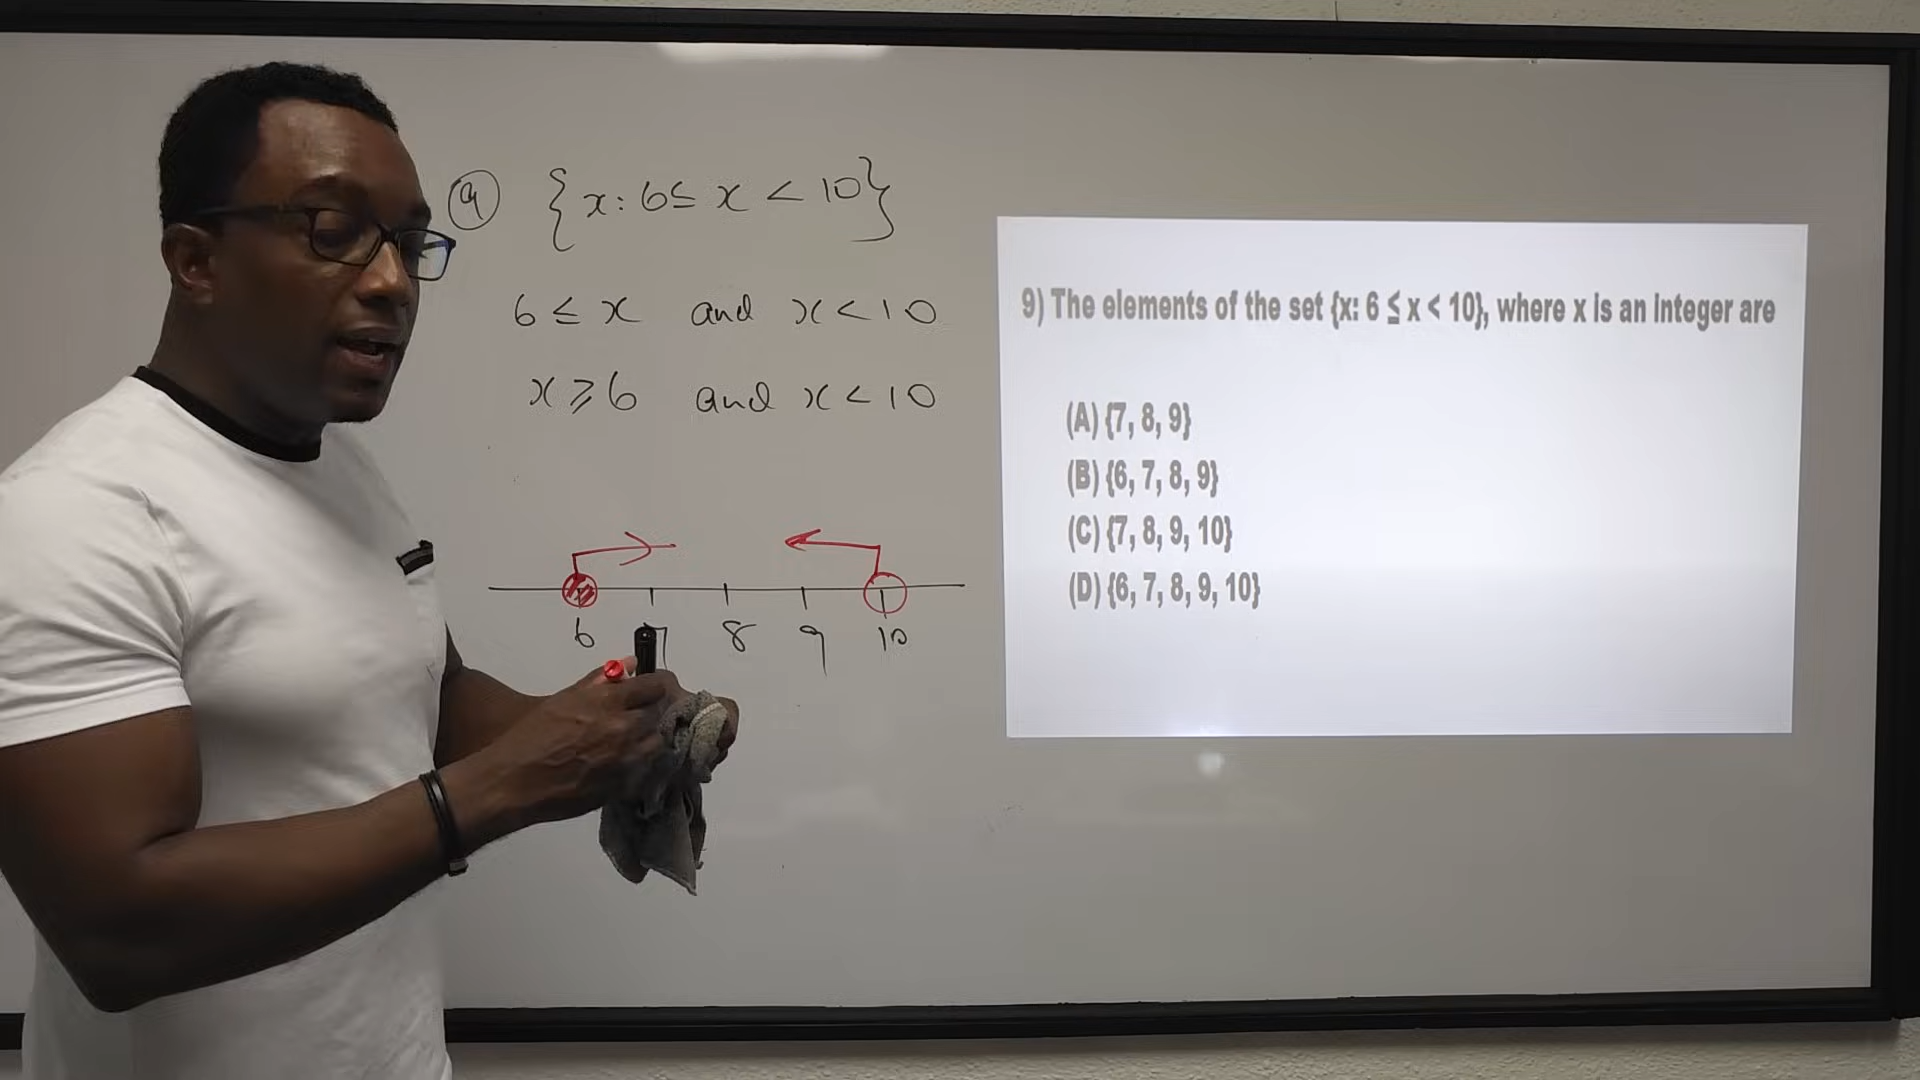 9 {x: 6 ≤ x < 10}
6 ≤ x and x < 10
x ⩾ 6 and x < 10
6 7 8 9 10
9) The elements of the set {x: 6 ≤ x < 10}, where x is an integer are
(A) {7, 8, 9}
(B) {6, 7, 8, 9}
(C) {7, 8, 9, 10}
(D) {6, 7, 8, 9, 10}